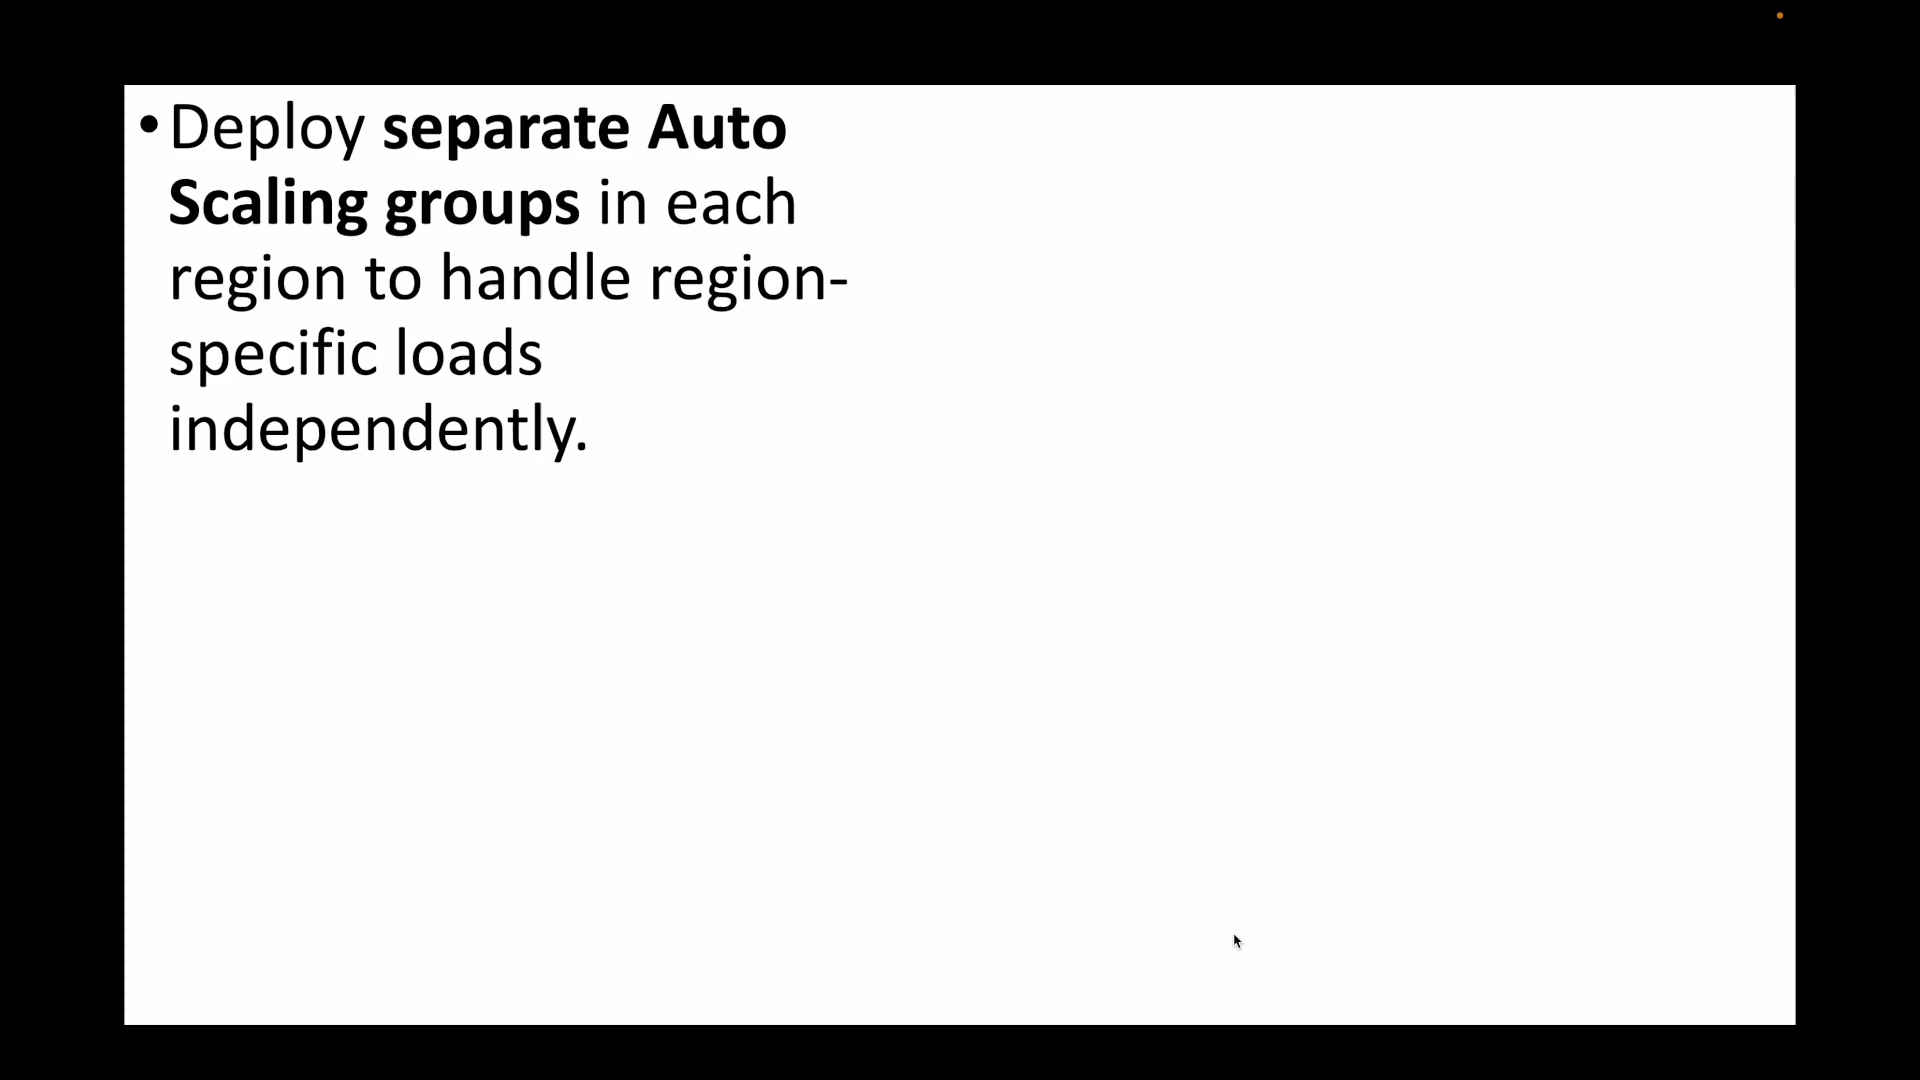 • Deploy separate Auto
Scaling groups in each
region to handle region-
specific loads
independently.